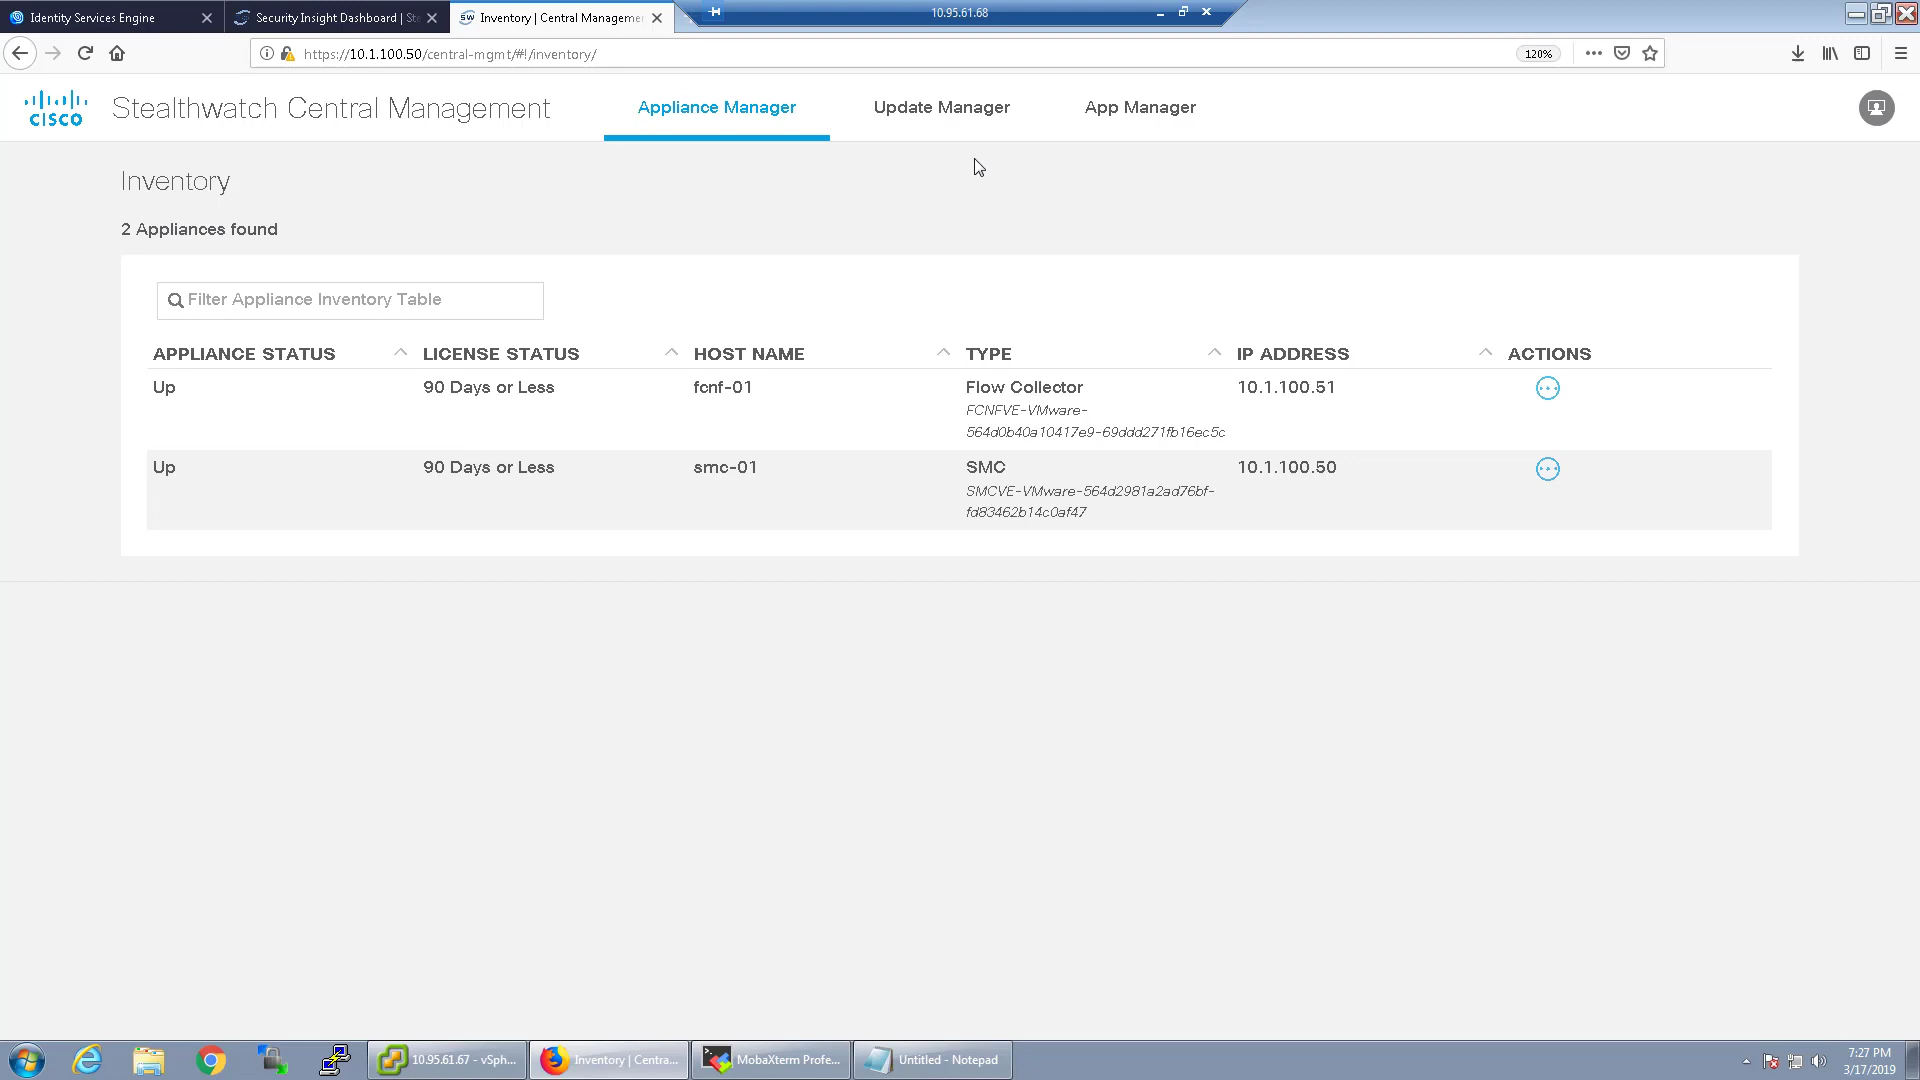 Identity Services Engine
Security Insight Dashboard | Ste
Inventory | Central Managemen
10.95.61.68
https://10.1.100.50/central-mgmt/#!/inventory/
120%
cisco
Stealthwatch Central Management
Appliance Manager
Update Manager
App Manager
Inventory
2 Appliances found
Filter Appliance Inventory Table
APPLIANCE STATUS
LICENSE STATUS
HOST NAME
TYPE
IP ADDRESS
ACTIONS
Up
90 Days or Less
fcnf-01
Flow Collector
10.1.100.51
FCNFVE-VMware-
564d0b40a10417e9-69ddd271fb16ec5c
Up
90 Days or Less
smc-01
SMC
10.1.100.50
SMCVE-VMware-564d2981a2ad76bf-
fd83462b14c0af47
10.95.61.67 - vSph...
Inventory | Centra...
MobaXterm Profe...
Untitled - Notepad
7:27 PM
3/17/2019